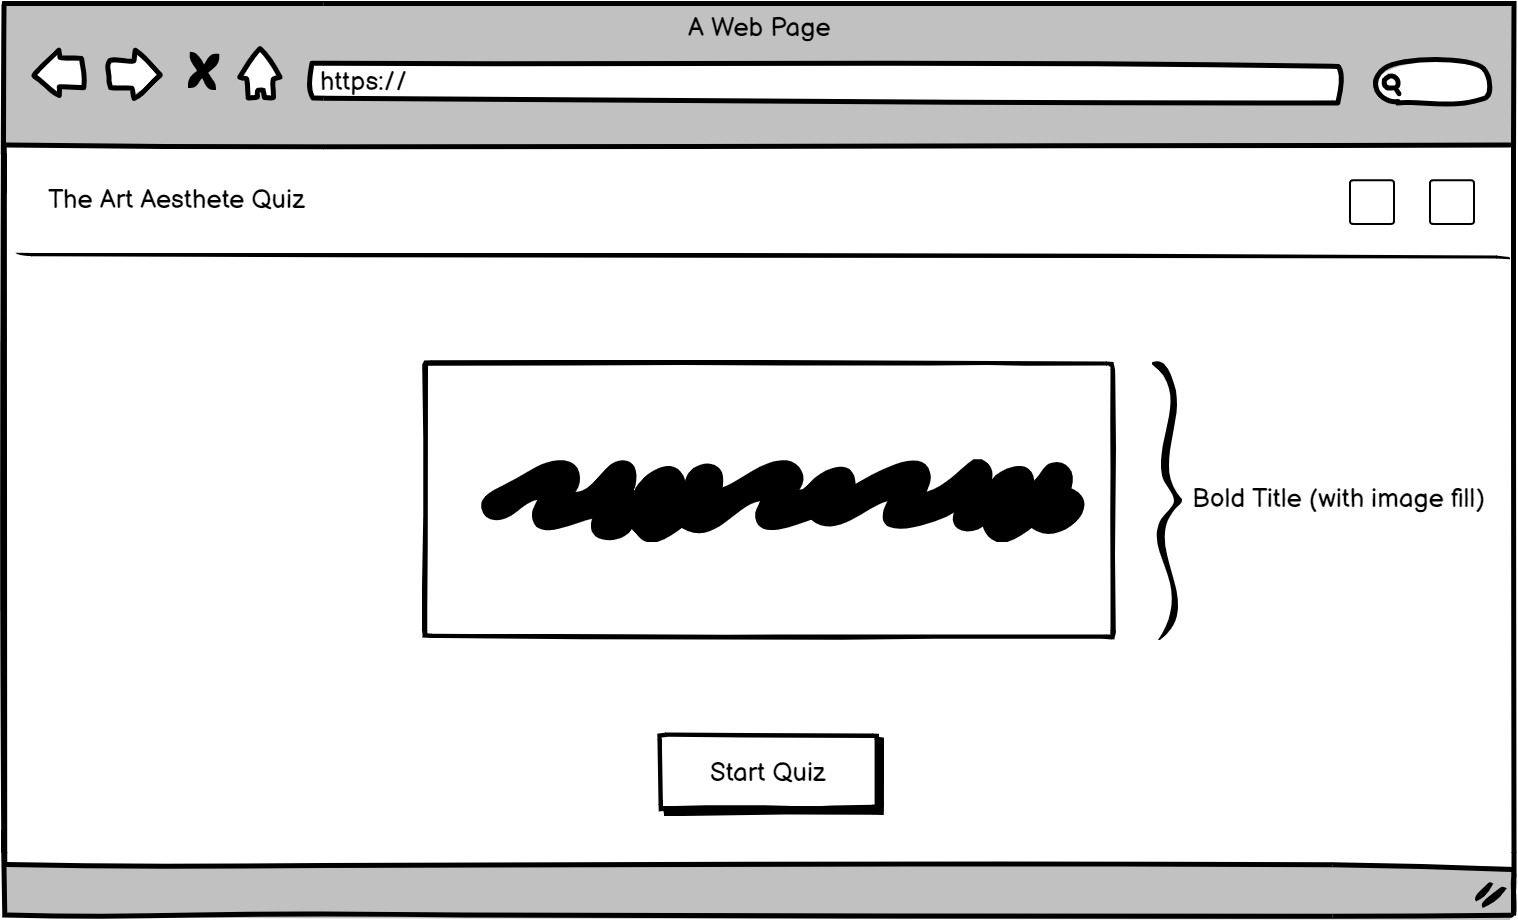 A Web Page
https://
The Art Aesthete Quiz
Bold Title (with image fill)
Start Quiz